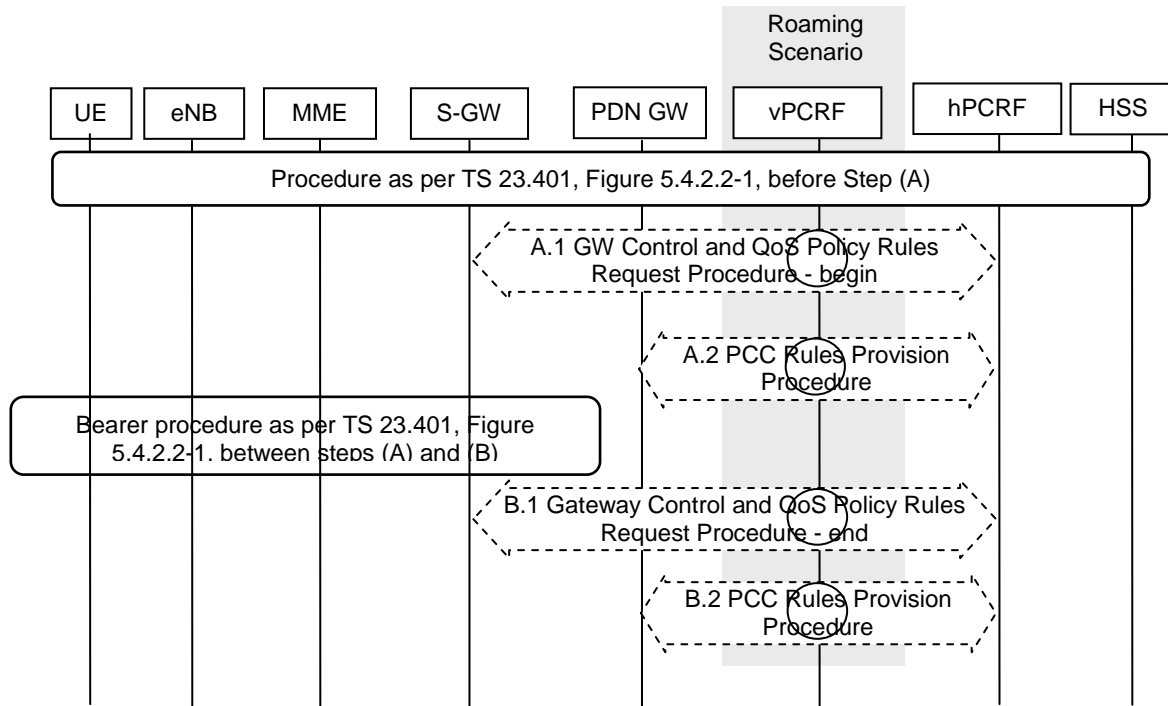 Roaming
Scenario
UE
eNB
MME
S-GW
PDN GW
vPCRF
hPCRF
HSS
Procedure as per TS 23.401, Figure 5.4.2.2-1, before Step (A)
A.1 GW Control and QoS Policy Rules
Request Procedure - begin
A.2 PCC Rules Provision
Procedure
Bearer procedure as per TS 23.401, Figure
5.4.2.2-1, between steps (A) and (B)
B.1 Gateway Control and QoS Policy Rules
Request Procedure - end
B.2 PCC Rules Provision
Procedure